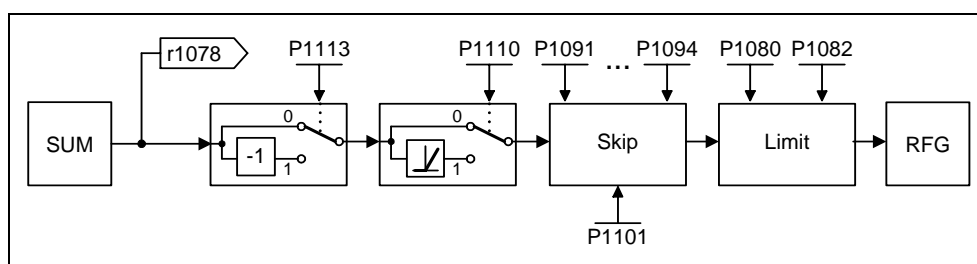 r1078
P1113
P1110
P1091
...
P1094
P1080
P1082
SUM
0
-1
1
0
1
Skip
Limit
RFG
P1101